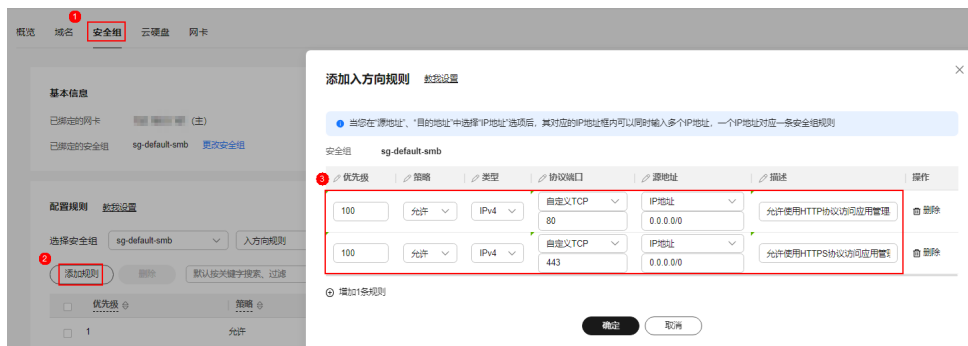 1
概览 域名 安全组 云硬盘 网卡
基本信息
已绑定的网卡 (主)
已绑定的安全组 sg-default-smb 更改安全组
配置规则 教我设置
选择安全组 sg-default-smb 入方向规则
2
添加规则 删除 默认按关键字搜索、过滤
优先级 策略
1 允许
添加入方向规则 教我设置
当您在“源地址”、“目的地址”中选择“IP地址”选项后，其对应的IP地址框内可以同时输入多个IP地址，一个IP地址对应一条安全组规则
安全组 sg-default-smb
3 优先级 策略 类型 协议端口 源地址 描述 操作
100 允许 IPv4 自定义TCP IP地址 允许使用HTTP协议访问应用管理 删除
80 0.0.0.0/0
100 允许 IPv4 自定义TCP IP地址 允许使用HTTPS协议访问应用管 删除
443 0.0.0.0/0
增加1条规则
确定 取消